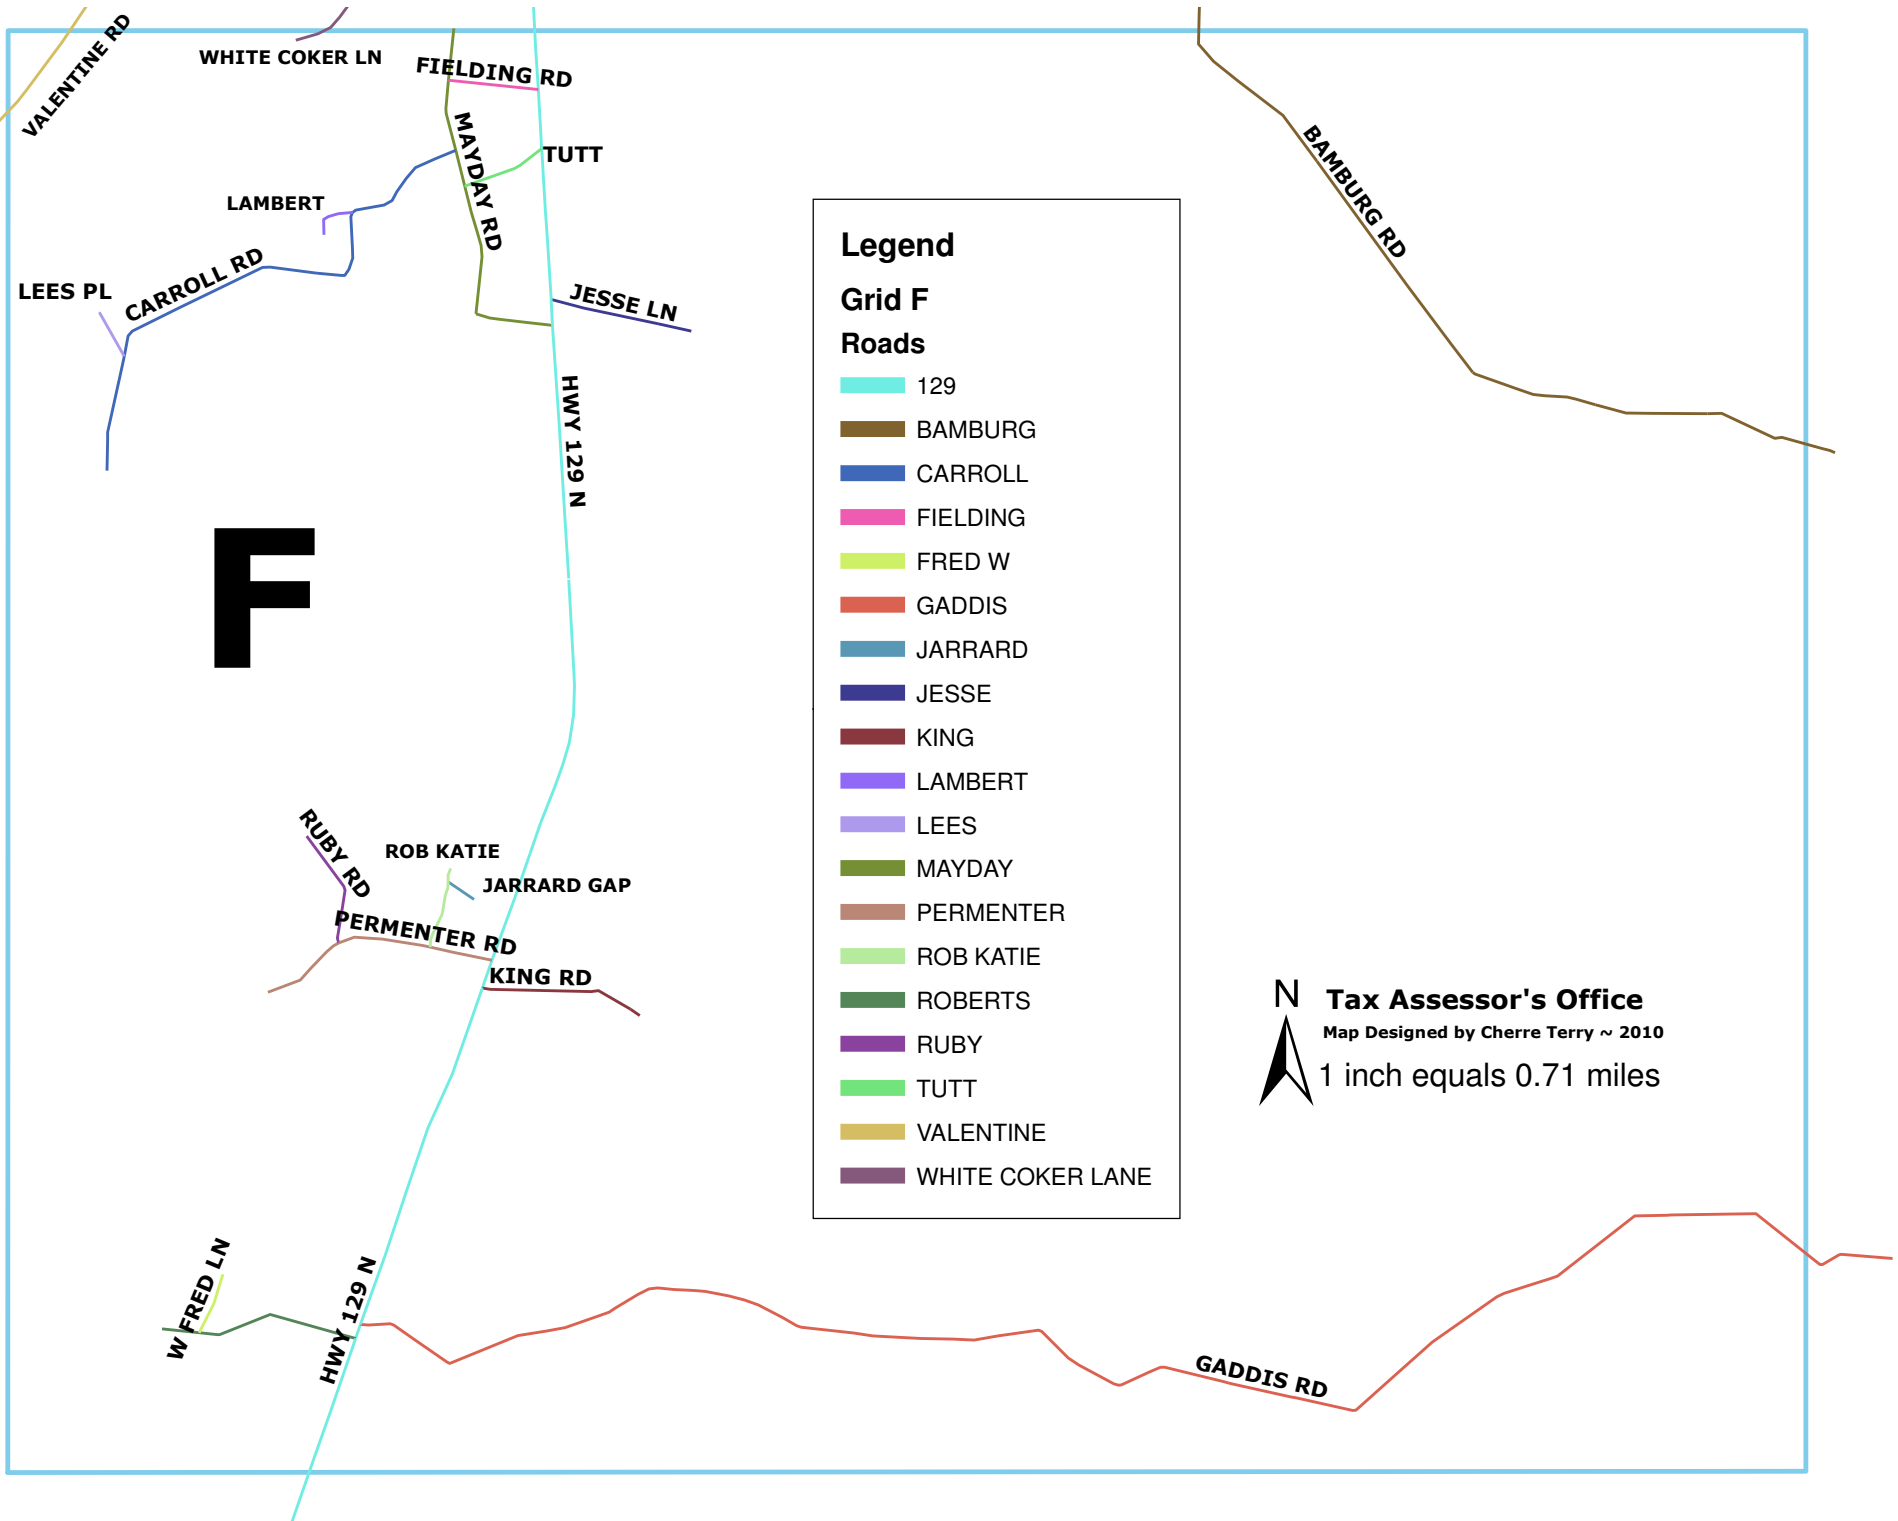 VALENTINE RD
WHITE COKER LN
FIELDING RD
MAYDAY RD
TUTT
LAMBERT
CARROLL RD
LEES PL
JESSE LN
HWY 129 N
BAMBURG RD
F
Legend
Grid F
Roads
129
BAMBURG
CARROLL
FIELDING
FRED W
GADDIS
JARRARD
JESSE
KING
LAMBERT
LEES
MAYDAY
PERMENTER
ROB KATIE
ROBERTS
RUBY
TUTT
VALENTINE
WHITE COKER LANE
RUBY RD
ROB KATIE
JARRARD GAP
PERMENTER RD
KING RD
N
Tax Assessor's Office
Map Designed by Cherre Terry ~ 2010
1 inch equals 0.71 miles
W FRED LN
HWY 129 N
GADDIS RD